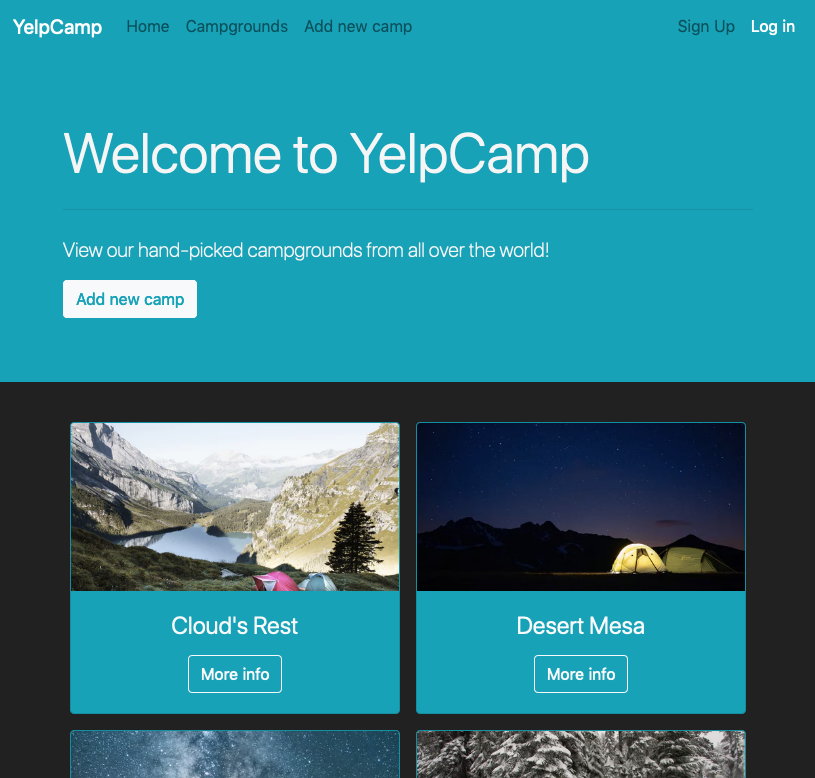 YelpCamp Home Campgrounds Add new camp Sign Up Log in
Welcome to YelpCamp
View our hand-picked campgrounds from all over the world!
Add new camp
Cloud's Rest
More info
Desert Mesa
More info